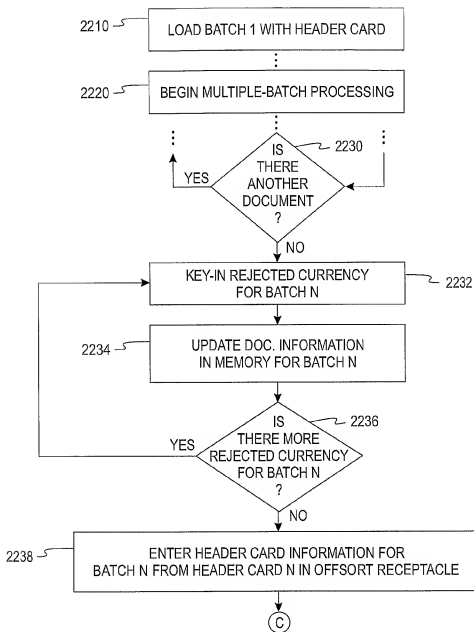 2210
LOAD BATCH 1 WITH HEADER CARD
2220
BEGIN MULTIPLE-BATCH PROCESSING
2230
IS
THERE
ANOTHER
DOCUMENT
?
YES
NO
KEY-IN REJECTED CURRENCY
FOR BATCH N
2232
2234
UPDATE DOC. INFORMATION
IN MEMORY FOR BATCH N
2236
IS
THERE MORE
REJECTED CURRENCY
FOR BATCH N
?
YES
NO
2238
ENTER HEADER CARD INFORMATION FOR
BATCH N FROM HEADER CARD N IN OFFSORT RECEPTACLE
C